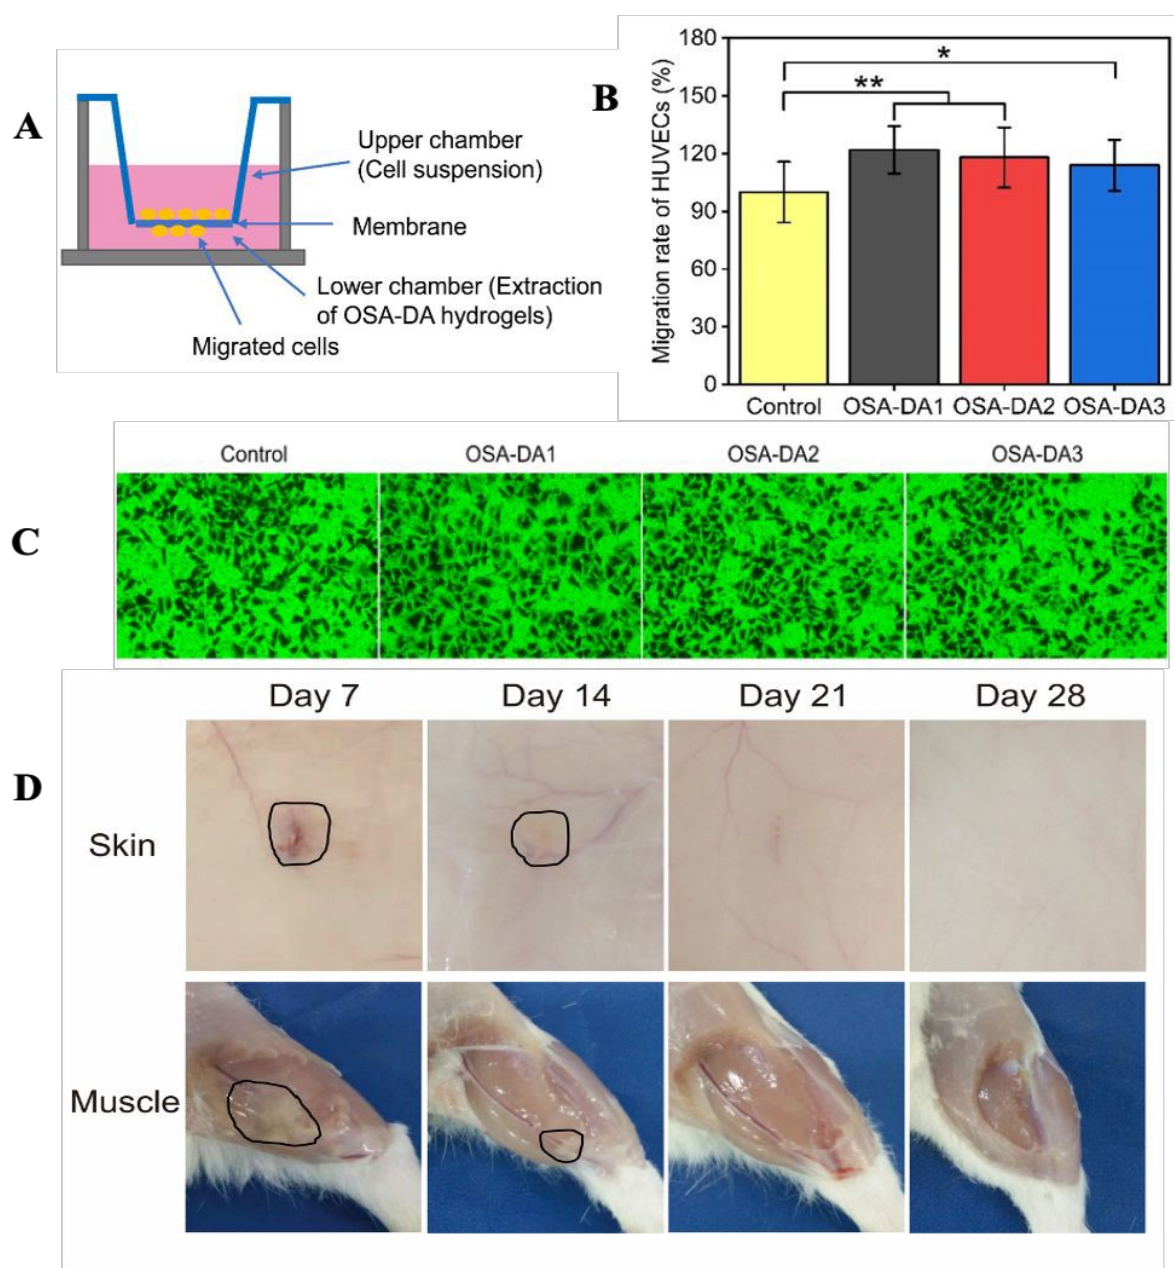 A
Upper chamber
(Cell suspension)
Membrane
Lower chamber (Extraction
of OSA-DA hydrogels)
Migrated cells
B
Migration rate of HUVECs (%)
180
150
120
90
60
30
0
*
**
Control OSA-DA1 OSA-DA2 OSA-DA3
C
Control OSA-DA1 OSA-DA2 OSA-DA3
D
Day 7 Day 14 Day 21 Day 28
Skin
Muscle